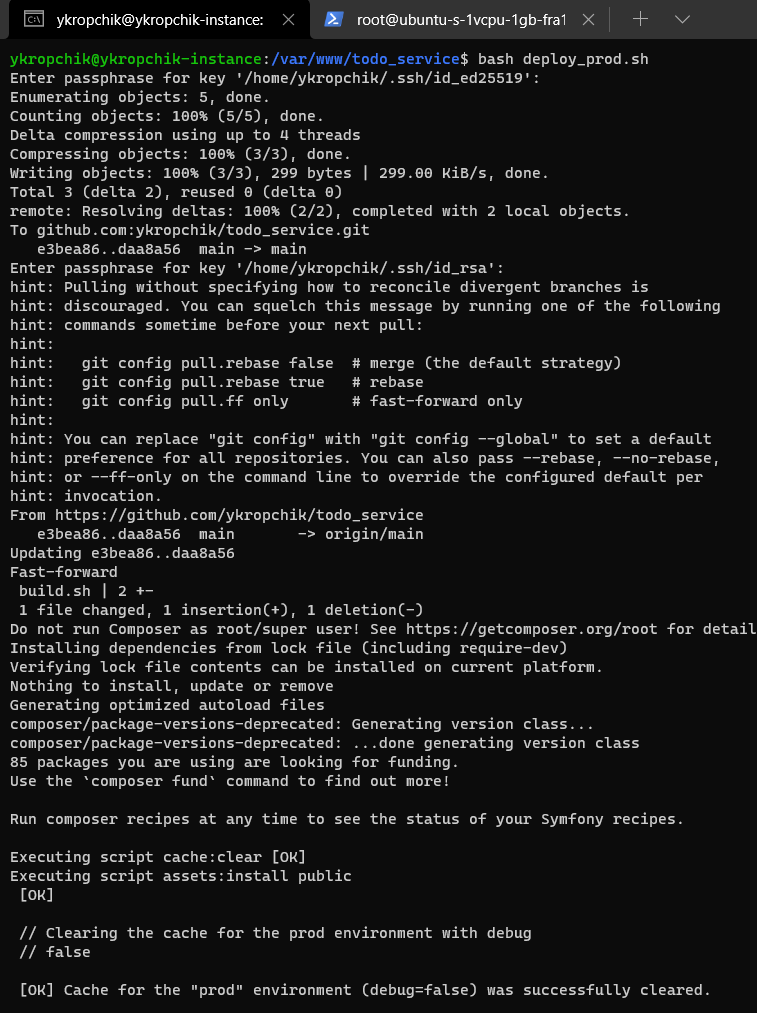 ykropchik@ykropchik-instance:
root@ubuntu-s-1vcpu-1gb-fra1
ykropchik@ykropchik-instance:/var/www/todo_service$ bash deploy_prod.sh
Enter passphrase for key '/home/ykropchik/.ssh/id_ed25519':
Enumerating objects: 5, done.
Counting objects: 100% (5/5), done.
Delta compression using up to 4 threads
Compressing objects: 100% (3/3), done.
Writing objects: 100% (3/3), 299 bytes | 299.00 KiB/s, done.
Total 3 (delta 2), reused 0 (delta 0)
remote: Resolving deltas: 100% (2/2), completed with 2 local objects.
To github.com:ykropchik/todo_service.git
   e3bea86..daa8a56  main -> main
Enter passphrase for key '/home/ykropchik/.ssh/id_rsa':
hint: Pulling without specifying how to reconcile divergent branches is
hint: discouraged. You can squelch this message by running one of the following
hint: commands sometime before your next pull:
hint:
hint:   git config pull.rebase false  # merge (the default strategy)
hint:   git config pull.rebase true   # rebase
hint:   git config pull.ff only       # fast-forward only
hint:
hint: You can replace "git config" with "git config --global" to set a default
hint: preference for all repositories. You can also pass --rebase, --no-rebase,
hint: or --ff-only on the command line to override the configured default per
hint: invocation.
From https://github.com/ykropchik/todo_service
   e3bea86..daa8a56  main       -> origin/main
Updating e3bea86..daa8a56
Fast-forward
 build.sh | 2 +-
 1 file changed, 1 insertion(+), 1 deletion(-)
Do not run Composer as root/super user! See https://getcomposer.org/root for detail
Installing dependencies from lock file (including require-dev)
Verifying lock file contents can be installed on current platform.
Nothing to install, update or remove
Generating optimized autoload files
composer/package-versions-deprecated: Generating version class...
composer/package-versions-deprecated: ...done generating version class
85 packages you are using are looking for funding.
Use the `composer fund` command to find out more!
Run composer recipes at any time to see the status of your Symfony recipes.
Executing script cache:clear [OK]
Executing script assets:install public
 [OK]
 // Clearing the cache for the prod environment with debug
 // false
 [OK] Cache for the "prod" environment (debug=false) was successfully cleared.